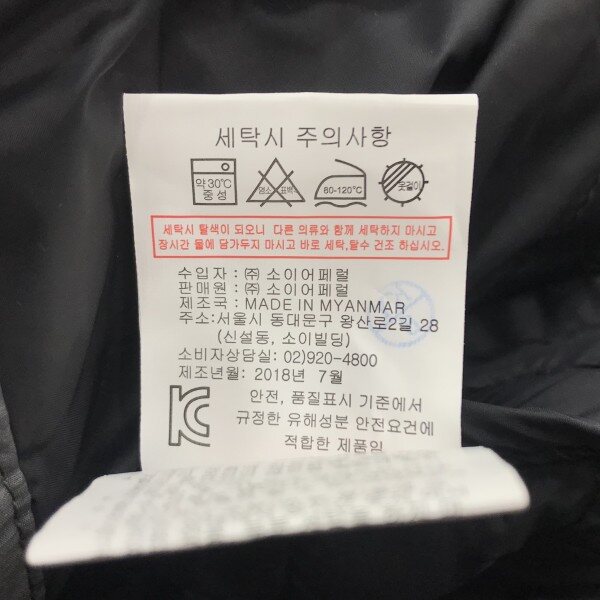 세탁시 주의사항
약30℃
중성
염소 표백
80-120℃
옷걸이
세탁시 탈색이 되오니 다른 의류와 함께 세탁하지 마시고
장시간 물에 담가두지 마시고 바로 세탁,탈수 건조 하십시오.
수입자 : ㈜ 소이어페럴
판매원 : ㈜ 소이어페럴
제조국 : MADE IN MYANMAR
주소:서울시 동대문구 왕산로2길 28
(신설동, 소이빌딩)
소비자상담실: 02)920-4800
제조년월: 2018년 7월
안전, 품질표시 기준에서
규정한 유해성분 안전요건에
적합한 제품임